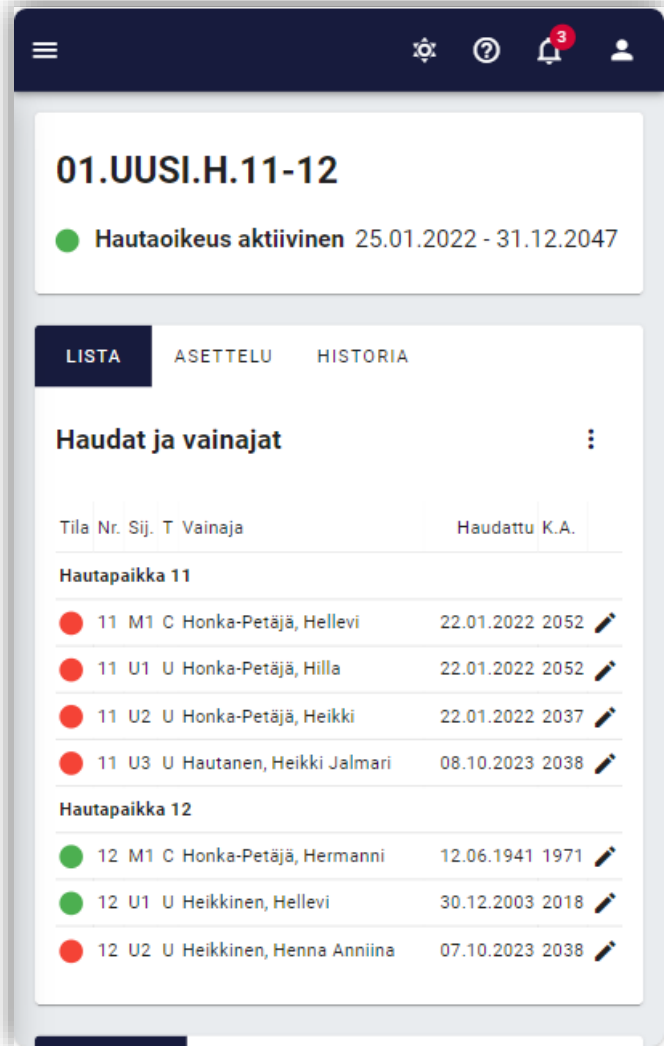 3
01.UUSI.H.11-12
Hautaoikeus aktiivinen 25.01.2022 - 31.12.2047
LISTA ASETTELU HISTORIA
Haudat ja vainajat
Tila Nr. Sij. T Vainaja Haudattu K.A.
Hautapaikka 11
11 M1 C Honka-Petäjä, Hellevi 22.01.2022 2052
11 U1 U Honka-Petäjä, Hilla 22.01.2022 2052
11 U2 U Honka-Petäjä, Heikki 22.01.2022 2037
11 U3 U Hautanen, Heikki Jalmari 08.10.2023 2038
Hautapaikka 12
12 M1 C Honka-Petäjä, Hermanni 12.06.1941 1971
12 U1 U Heikkinen, Hellevi 30.12.2003 2018
12 U2 U Heikkinen, Henna Anniina 07.10.2023 2038